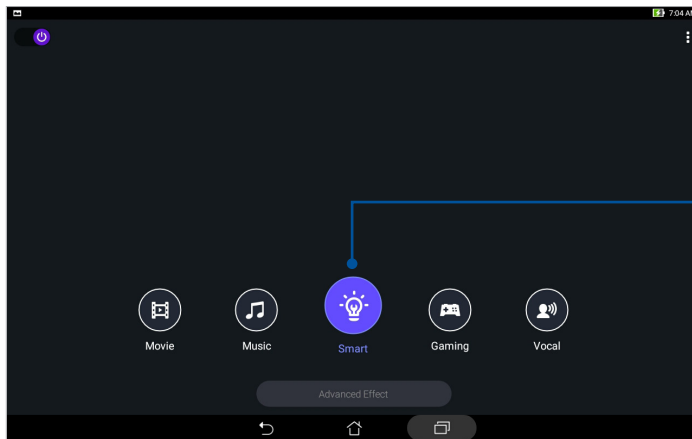 7:04 AM
Movie
Music
Smart
Gaming
Vocal
Advanced Effect